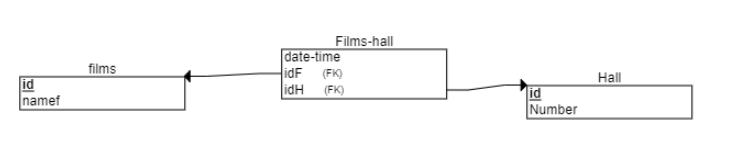 films
id
namef
Films-hall
date-time
idF (FK)
idH (FK)
Hall
id
Number